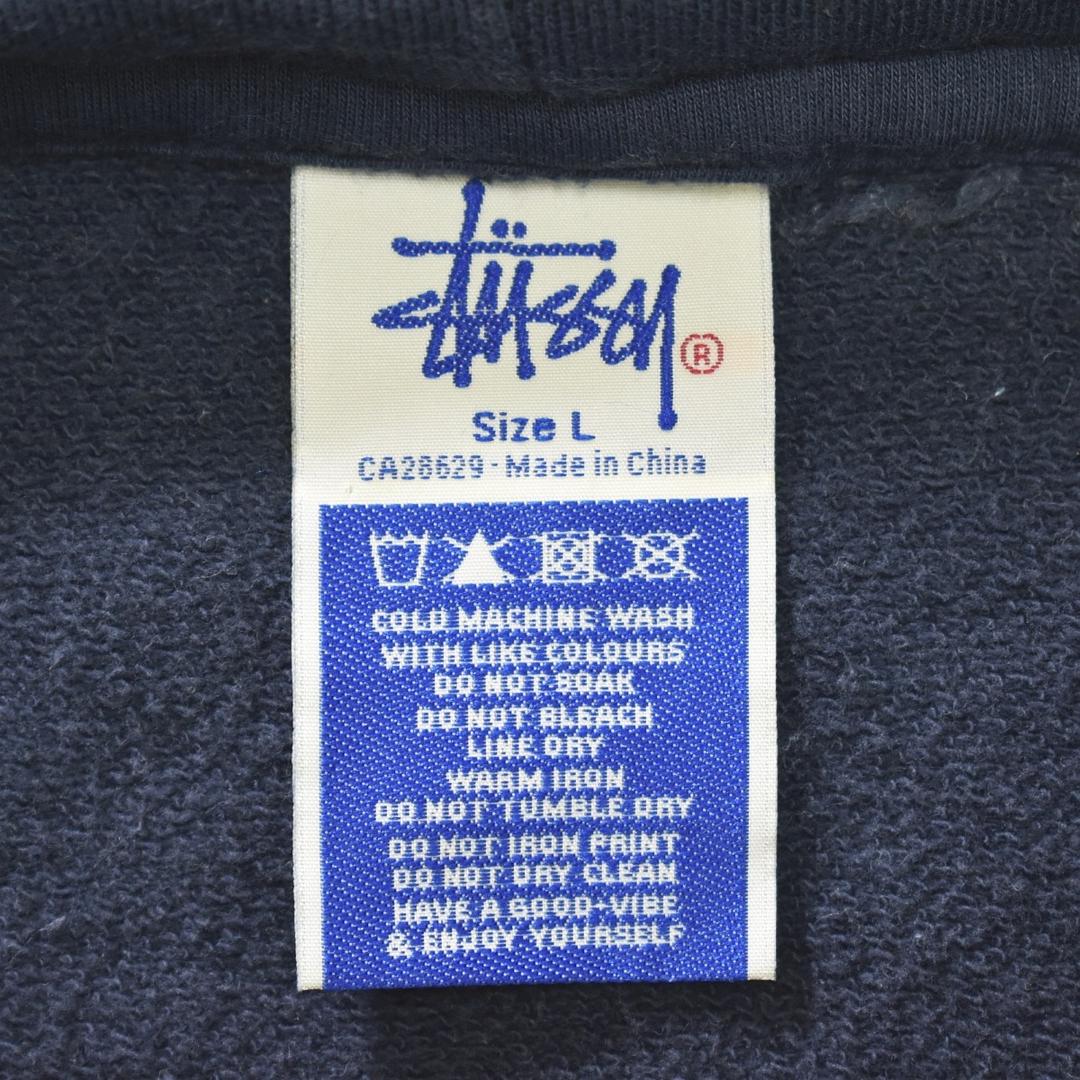 Stüssy ®
Size L
CA28629 · Made in China
COLD MACHINE WASH
WITH LIKE COLOURS
DO NOT SOAK
DO NOT BLEACH
LINE DRY
WARM IRON
DO NOT TUMBLE DRY
DO NOT IRON PRINT
DO NOT DRY CLEAN
HAVE A GOOD-VIBE
& ENJOY YOURSELF